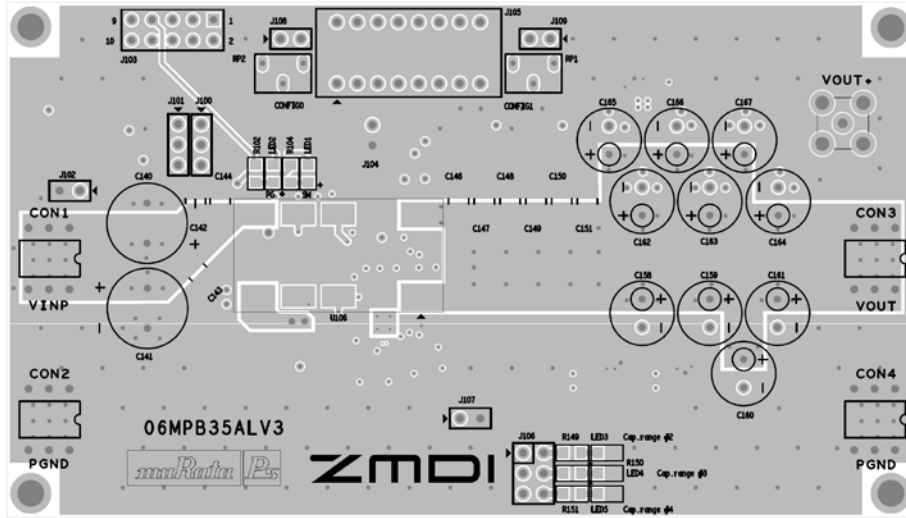 9 1
10 2
J103
J108
J105
J109
RP2
RP1
CONFIG0
CONFIG1
VOUT+
C165 C166 C167
J101 J100
R102 LED2 R104 LED1
J104
J102
C140
C144
PG
C146 C148 C150
CON1
CON3
C142
C147 C149 C151
C162 C163 C164
VINP
VOUT
C143
U106
C158 C159 C161
C141
CON2
CON4
C160
J107
06MPB35ALV3
PGND
PGND
muRata Ps
ZMDI
J106 R149 LED3 Cap.range #2
R150
LED4 Cap.range #3
R151 LED5 Cap.range #4